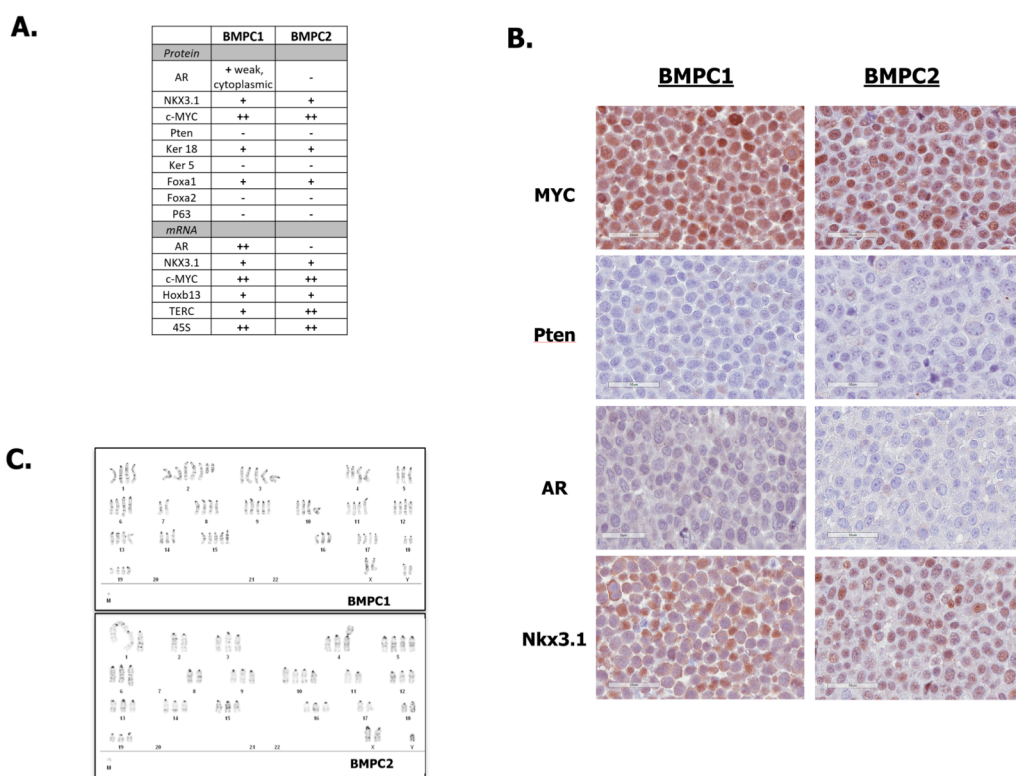 A.
BMPC1 BMPC2
Protein
AR + weak, cytoplasmic -
NKX3.1 + +
c-MYC ++ ++
Pten - -
Ker 18 + +
Ker 5 - -
Foxa1 + +
Foxa2 - -
P63 - -
mRNA
AR ++ -
NKX3.1 + +
c-MYC ++ ++
Hoxb13 + +
TERC + ++
45S ++ ++
B.
BMPC1 BMPC2
MYC
Pten
AR
Nkx3.1
C.
1 2 3 4 5
6 7 8 9 10 11 12
13 14 15 16 17 18
19 20 21 22 X Y
M
BMPC1
1 2 3 4 5
6 7 8 9 10 11 12
13 14 15 16 17 18
19 20 21 22 X Y
M
BMPC2